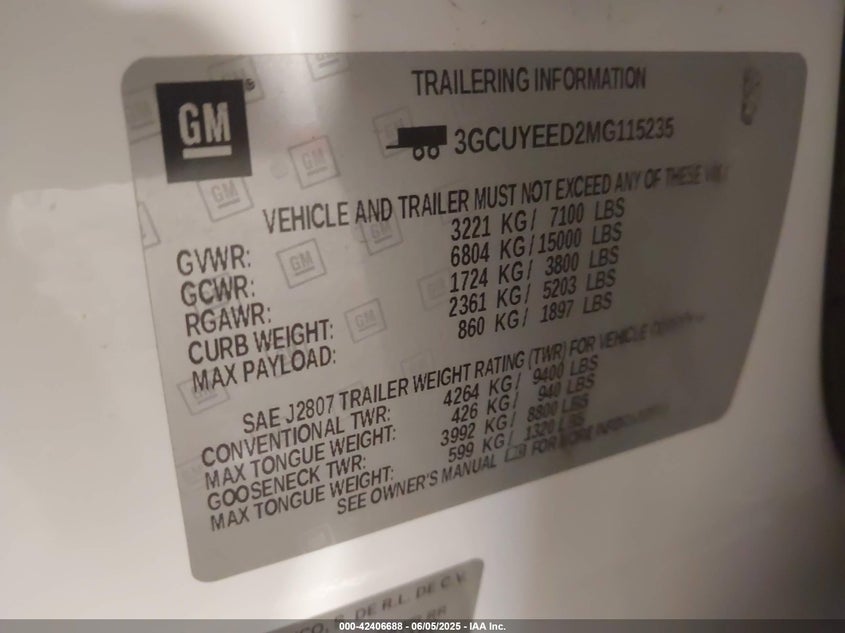 GM
TRAILERING INFORMATION
3GCUYEED2MG115235
VEHICLE AND TRAILER MUST NOT EXCEED ANY OF THESE
GVWR: 3221 KG/ 7100 LBS
GCWR: 6804 KG/15000 LBS
RGAWR: 1724 KG/ 3800 LBS
CURB WEIGHT: 2361 KG/ 5203 LBS
MAX PAYLOAD: 860 KG/ 1897 LBS
SAE J2807 TRAILER WEIGHT RATING (TWR) FOR VEHICLE
CONVENTIONAL TWR: 4264 KG/ 9400 LBS
MAX TONGUE WEIGHT: 426 KG/ 940 LBS
GOOSENECK TWR: 3992 KG/ 8800 LBS
MAX TONGUE WEIGHT: 599 KG/ 1320 LBS
SEE OWNER'S MANUAL FOR MORE
DE R.L. DE C.V.
000-42406688 - 06/05/2025 - IAA Inc.